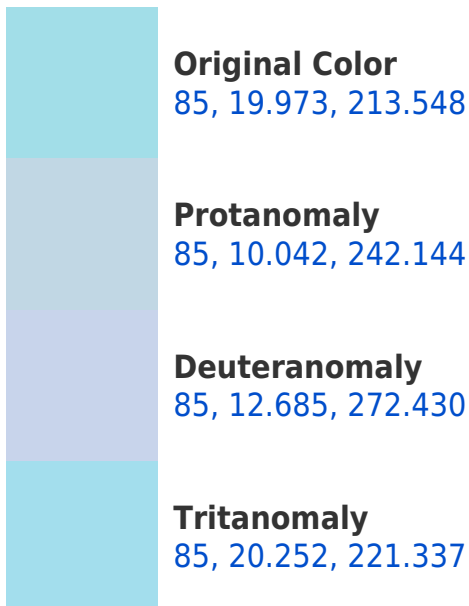 Original Color
85, 19.973, 213.548
Protanomaly
85, 10.042, 242.144
Deuteranomaly
85, 12.685, 272.430
Tritanomaly
85, 20.252, 221.337